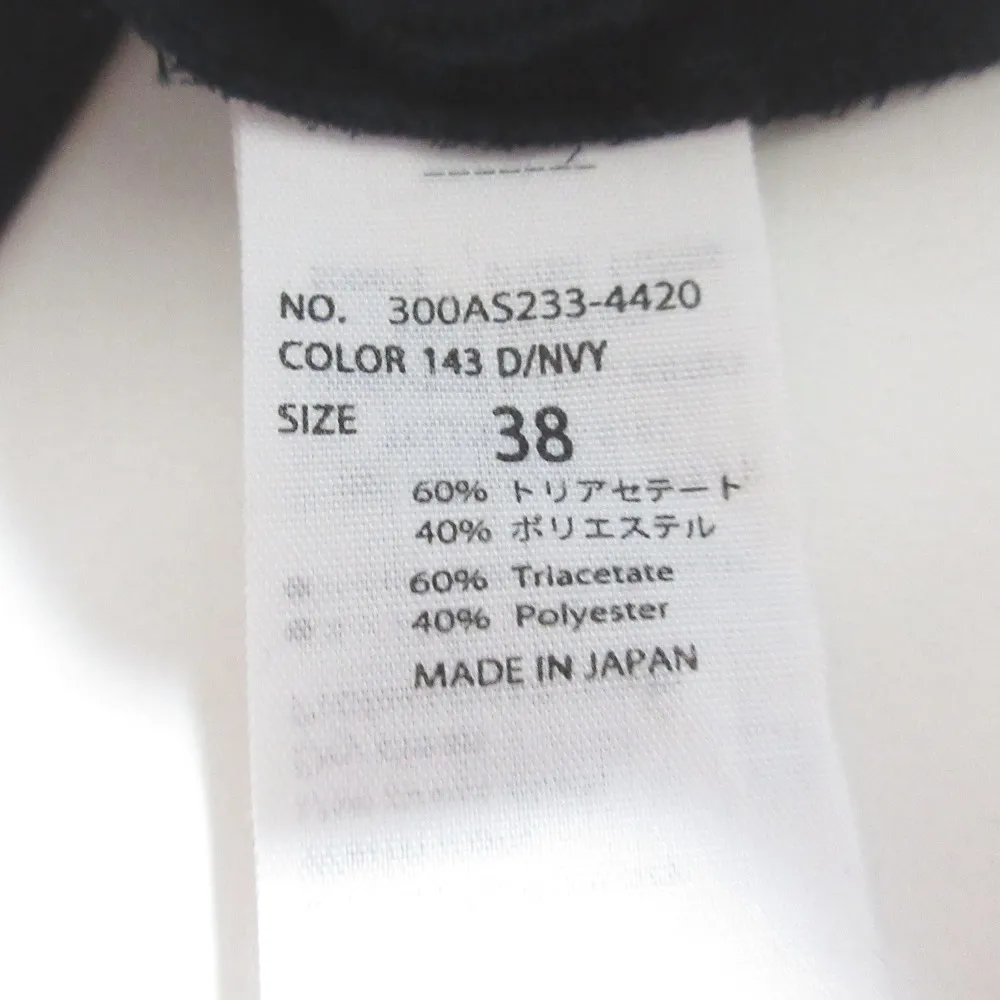 NO. 300AS233-4420
COLOR 143 D/NVY
SIZE 38
60% トリアセテート
40% ポリエステル
60% Triacetate
40% Polyester
MADE IN JAPAN